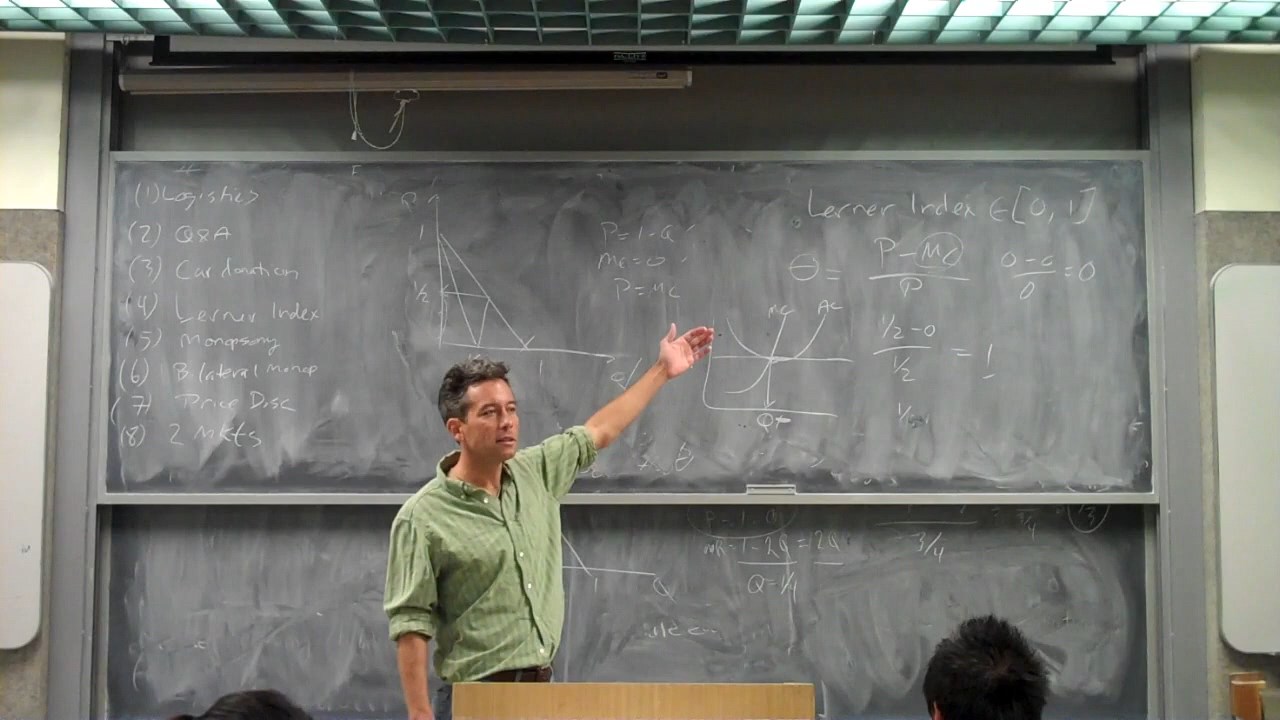 (1) Logistics
(2) Q&A
(3) Car donation
(4) Lerner Index
(5) Monopsony
(6) Bilateral Monop
(7) Price Disc
(8) 2 Mkts
1
1/2
1
P=1-Q
MC=0
P=MC
Lerner Index ∈[0,1]
Θ= P-MC / P
0-0 / 0 =0
MC AC
1/2-0 / 1/2 = 1
Q*
P=1-Q
MR=1-2Q=2Q
Q=1/4
3/4
Q